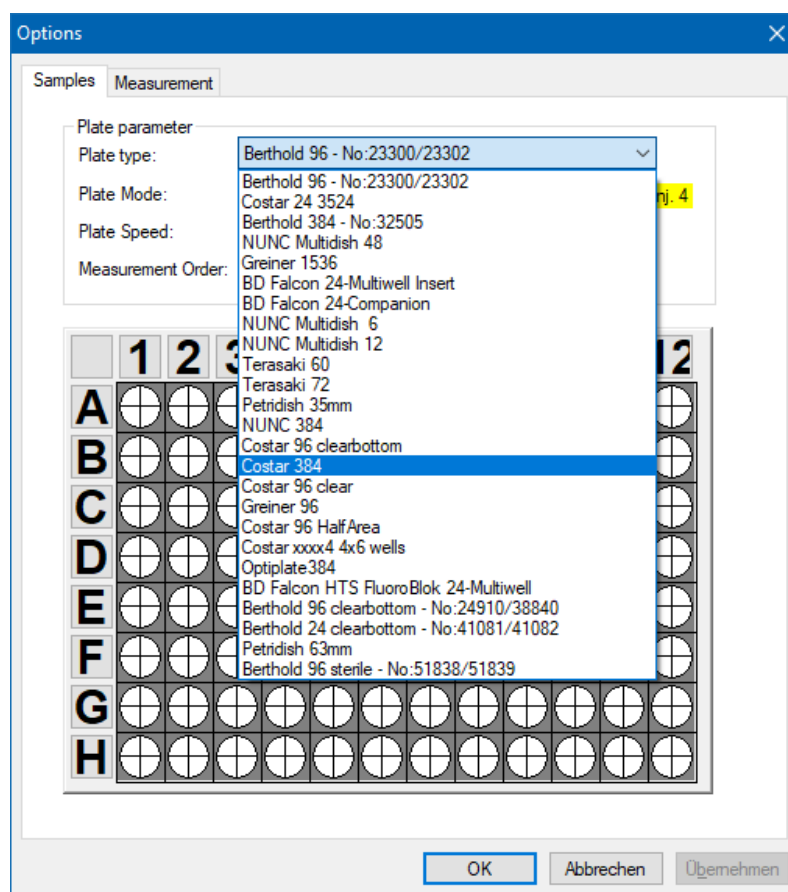 Options
Samples Measurement
Plate parameter
Plate type: Berthold 96 - No:23300/23302
Berthold 96 - No:23300/23302
Plate Mode: nj. 4
Costar 24 3524
Berthold 384 - No:32505
Plate Speed:
NUNC Multidish 48
Greiner 1536
Measurement Order:
BD Falcon 24-Multiwell Insert
BD Falcon 24-Companion
NUNC Multidish  6
NUNC Multidish 12
Terasaki 60
Terasaki 72
Petridish 35mm
NUNC 384
Costar 96 clearbottom
Costar 384
Costar 96 clear
Greiner 96
Costar 96 HalfArea
Costar xxxx4 4x6 wells
Optiplate384
BD Falcon HTS FluoroBlok 24-Multiwell
Berthold 96 clearbottom - No:24910/38840
Berthold 24 clearbottom - No:41081/41082
Petridish 63mm
Berthold 96 sterile - No:51838/51839
1 2 3 12
A
B
C
D
E
F
G
H
OK Abbrechen Übernehmen